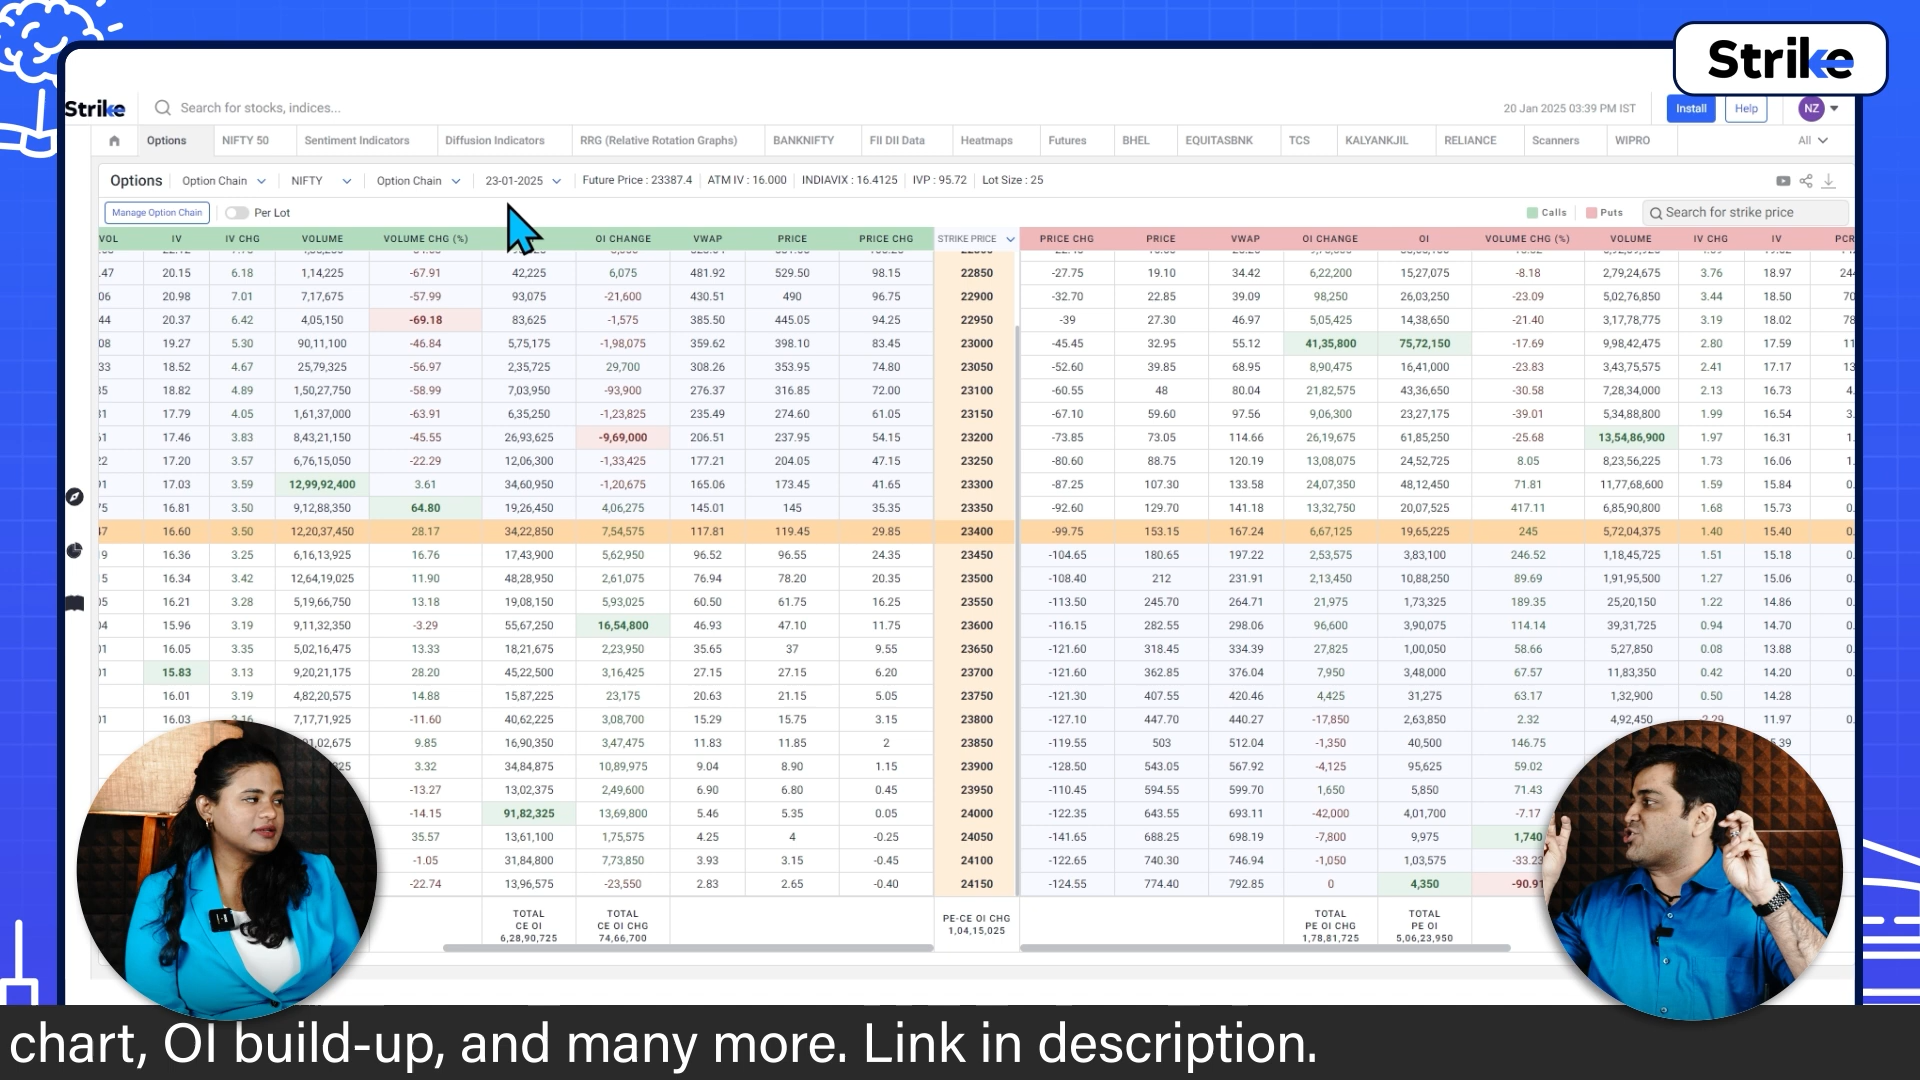 Strike
Strike
Search for stocks, indices...
20 Jan 2025 03:39 PM IST
Install
Help
NZ
Options
NIFTY 50
Sentiment Indicators
Diffusion Indicators
RRG (Relative Rotation Graphs)
BANKNIFTY
FII DII Data
Heatmaps
Futures
BHEL
EQUITASBNK
TCS
KALYANKJIL
RELIANCE
Scanners
WIPRO
All
Options Option Chain NIFTY Option Chain 23-01-2025 Future Price : 23387.4 ATM IV : 16.000 INDIAVIX : 16.4125 IVP : 95.72 Lot Size : 25
Manage Option Chain Per Lot Calls Puts Search for strike price
VOL IV IV CHG VOLUME VOLUME CHG (%) OI CHANGE VWAP PRICE PRICE CHG STRIKE PRICE PRICE CHG PRICE VWAP OI CHANGE OI VOLUME CHG (%) VOLUME IV CHG IV PCR
.47 20.15 6.18 1,14,225 -67.91 42,225 6,075 481.92 529.50 98.15 22850 -27.75 19.10 34.42 6,22,200 15,27,075 -8.18 2,79,24,675 3.76 18.97 244
06 20.98 7.01 7,17,675 -57.99 93,075 -21,600 430.51 490 96.75 22900 -32.70 22.85 39.09 98,250 26,03,250 -23.09 5,02,76,850 3.44 18.50 70
44 20.37 6.42 4,05,150 -69.18 83,625 -1,575 385.50 445.05 94.25 22950 -39 27.30 46.97 5,05,425 14,38,650 -21.40 3,17,78,775 3.19 18.02 78
08 19.27 5.30 90,11,100 -46.84 5,75,175 -1,98,075 359.62 398.10 83.45 23000 -45.45 32.95 55.12 41,35,800 75,72,150 -17.69 9,98,42,475 2.80 17.59 11
33 18.52 4.67 25,79,325 -56.97 2,35,725 29,700 308.26 353.95 74.80 23050 -52.60 39.85 68.95 8,90,475 16,41,000 -23.83 3,43,75,575 2.41 17.17 13
35 18.82 4.89 1,50,27,750 -58.99 7,03,950 -93,900 276.37 316.85 72.00 23100 -60.55 48 80.04 21,82,575 43,36,650 -30.58 7,28,34,000 2.13 16.73 4.
31 17.79 4.05 1,61,37,000 -63.91 6,35,250 -1,23,825 235.49 274.60 61.05 23150 -67.10 59.60 97.56 9,06,300 23,27,175 -39.01 5,34,88,800 1.99 16.54 3.
51 17.46 3.83 8,43,21,150 -45.55 26,93,625 -9,69,000 206.51 237.95 54.15 23200 -73.85 73.05 114.66 26,19,675 61,85,250 -25.68 13,54,86,900 1.97 16.31 1.
22 17.20 3.57 6,76,15,050 -22.29 12,06,300 -1,33,425 177.21 204.05 47.15 23250 -80.60 88.75 120.19 13,08,075 24,52,725 8.05 8,23,56,225 1.73 16.06 1.
91 17.03 3.59 12,99,92,400 3.61 34,60,950 -1,20,675 165.06 173.45 41.65 23300 -87.25 107.30 133.58 24,07,350 48,12,450 71.81 11,77,68,600 1.59 15.84 0.
75 16.81 3.50 9,12,88,350 64.80 19,26,450 4,06,275 145.01 145 35.35 23350 -92.60 129.70 141.18 13,32,750 20,07,525 417.11 6,85,90,800 1.68 15.73 0.
47 16.60 3.50 12,20,37,450 28.17 34,22,850 7,54,575 117.81 119.45 29.85 23400 -99.75 153.15 167.24 6,67,125 19,65,225 245 5,72,04,375 1.40 15.40 0.
9 16.36 3.25 6,16,13,925 16.76 17,43,900 5,62,950 96.52 96.55 24.35 23450 -104.65 180.65 197.22 2,53,575 3,83,100 246.52 1,18,45,725 1.51 15.18 0.
5 16.34 3.42 12,64,19,025 11.90 48,28,950 2,61,075 76.94 78.20 20.35 23500 -108.40 212 231.91 2,13,450 10,88,250 89.69 1,91,95,500 1.27 15.06 0.
05 16.21 3.28 5,19,66,750 13.18 19,08,150 5,93,025 60.50 61.75 16.25 23550 -113.50 245.70 264.71 21,975 1,73,325 189.35 25,20,150 1.22 14.86 0.
04 15.96 3.19 9,11,32,350 -3.29 55,67,250 16,54,800 46.93 47.10 11.75 23600 -116.15 282.55 298.06 96,600 3,90,075 114.14 39,31,725 0.94 14.70 0.
01 16.05 3.35 5,02,16,475 13.33 18,21,675 2,23,950 35.65 37 9.55 23650 -121.60 318.45 334.39 27,825 1,00,050 58.66 5,27,850 0.08 13.88 0.
01 15.83 3.13 9,20,21,175 28.20 45,22,500 3,16,425 27.15 27.15 6.20 23700 -121.60 362.85 376.04 7,950 3,48,000 67.57 11,83,350 0.42 14.20 0.
16.01 3.19 4,82,20,575 14.88 15,87,225 23,175 20.63 21.15 5.05 23750 -121.30 407.55 420.46 4,425 31,275 63.17 1,32,900 0.50 14.28
01 16.03 3.16 7,17,71,925 -11.60 40,62,225 3,08,700 15.29 15.75 3.15 23800 -127.10 447.70 440.27 -17,850 2,63,850 2.32 4,92,450 -2.29 11.97 0.
01,02,675 9.85 16,90,350 3,47,475 11.83 11.85 2 23850 -119.55 503 512.04 -1,350 40,500 146.75 5.39
325 3.32 34,84,875 10,89,975 9.04 8.90 1.15 23900 -128.50 543.05 567.92 -4,125 95,625 59.02
-13.27 13,02,375 2,49,600 6.90 6.80 0.45 23950 -110.45 594.55 599.70 1,650 5,850 71.43
-14.15 91,82,325 13,69,800 5.46 5.35 0.05 24000 -122.35 643.55 693.11 -42,000 4,01,700 -7.17
35.57 13,61,100 1,75,575 4.25 4 -0.25 24050 -141.65 688.25 698.19 -7,800 9,975 1,740
-1.05 31,84,800 7,73,850 3.93 3.15 -0.45 24100 -122.65 740.30 746.94 -1,050 1,03,575 -33.23
-22.74 13,96,575 -23,550 2.83 2.65 -0.40 24150 -124.55 774.40 792.85 0 4,350 -90.91
TOTAL CE OI 6,28,90,725
TOTAL CE OI CHG 74,66,700
PE-CE OI CHG 1,04,15,025
TOTAL PE OI CHG 1,78,81,725
TOTAL PE OI 5,06,23,950
chart, OI build-up, and many more. Link in description.